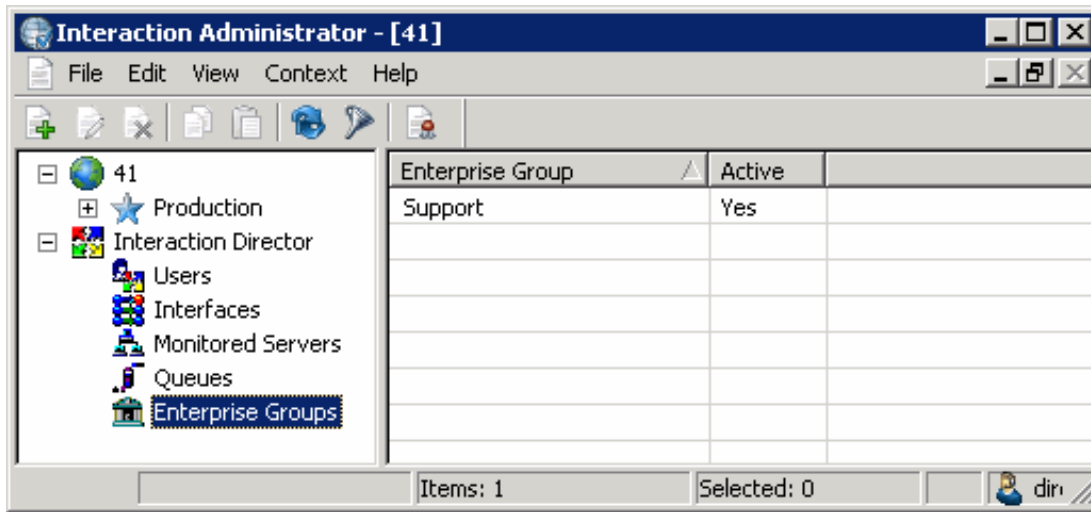 Interaction Administrator - [41]
File Edit View Context Help
41
Production
Interaction Director
Users
Interfaces
Monitored Servers
Queues
Enterprise Groups
Enterprise Group Active
Support Yes
Items: 1 Selected: 0